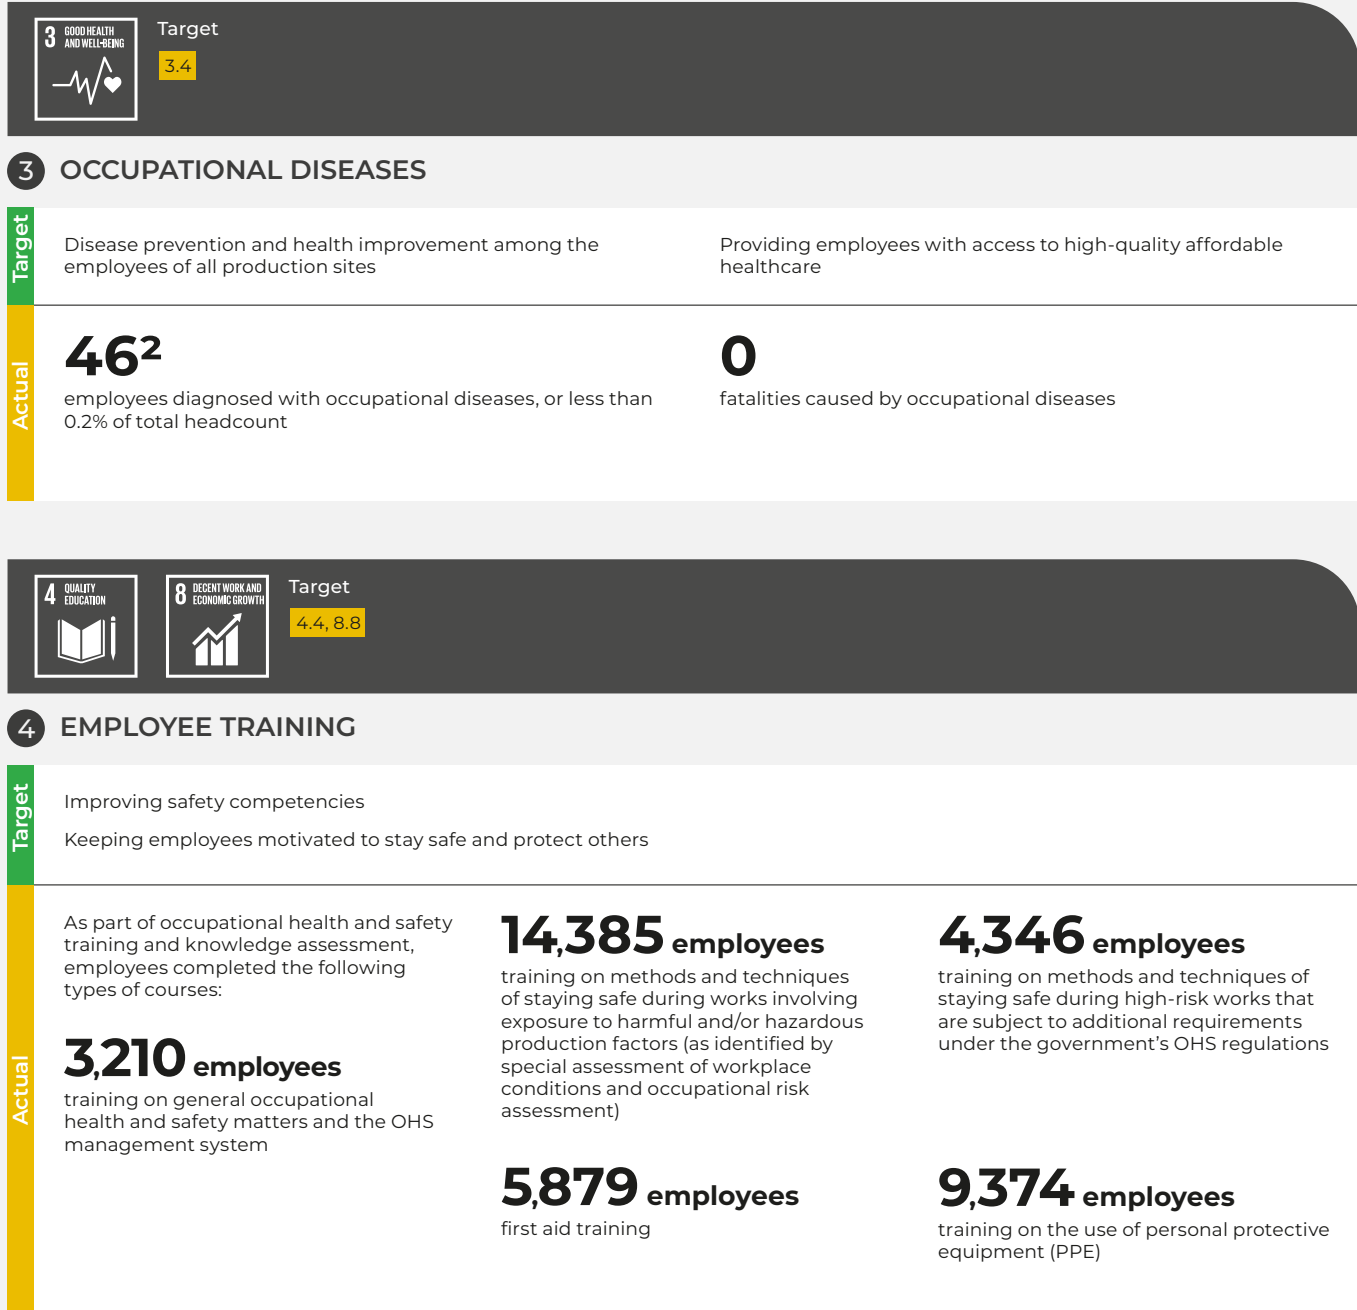 3 GOOD HEALTH
AND WELL-BEING
Target
3.4
3 OCCUPATIONAL DISEASES
Target
Disease prevention and health improvement among the
employees of all production sites
Providing employees with access to high-quality affordable
healthcare
Actual
46²
employees diagnosed with occupational diseases, or less than
0.2% of total headcount
0
fatalities caused by occupational diseases
4 QUALITY
EDUCATION
8 DECENT WORK AND
ECONOMIC GROWTH
Target
4.4, 8.8
4 EMPLOYEE TRAINING
Target
Improving safety competencies
Keeping employees motivated to stay safe and protect others
Actual
As part of occupational health and safety
training and knowledge assessment,
employees completed the following
types of courses:
3,210 employees
training on general occupational
health and safety matters and the OHS
management system
14,385 employees
training on methods and techniques
of staying safe during works involving
exposure to harmful and/or hazardous
production factors (as identified by
special assessment of workplace
conditions and occupational risk
assessment)
4,346 employees
training on methods and techniques of
staying safe during high-risk works that
are subject to additional requirements
under the government's OHS regulations
5,879 employees
first aid training
9,374 employees
training on the use of personal protective
equipment (PPE)